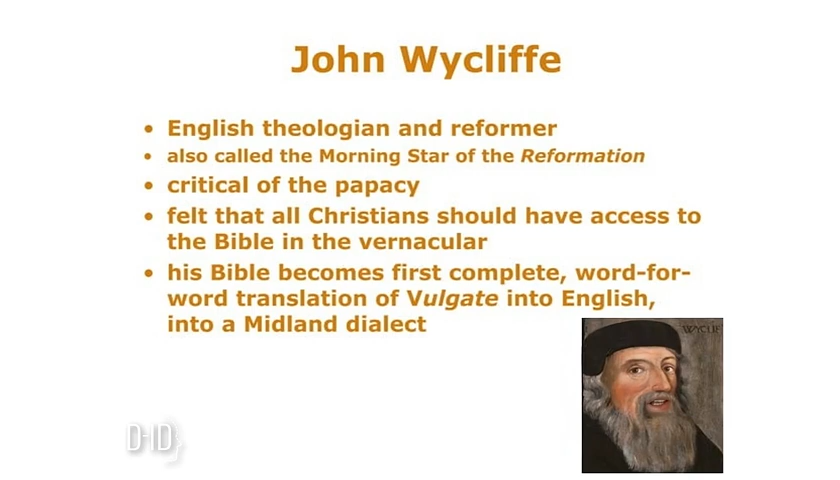 John Wycliffe
• English theologian and reformer
• also called the Morning Star of the Reformation
• critical of the papacy
• felt that all Christians should have access to
the Bible in the vernacular
• his Bible becomes first complete, word-for-
word translation of Vulgate into English,
into a Midland dialect
WYCLIF
D-ID